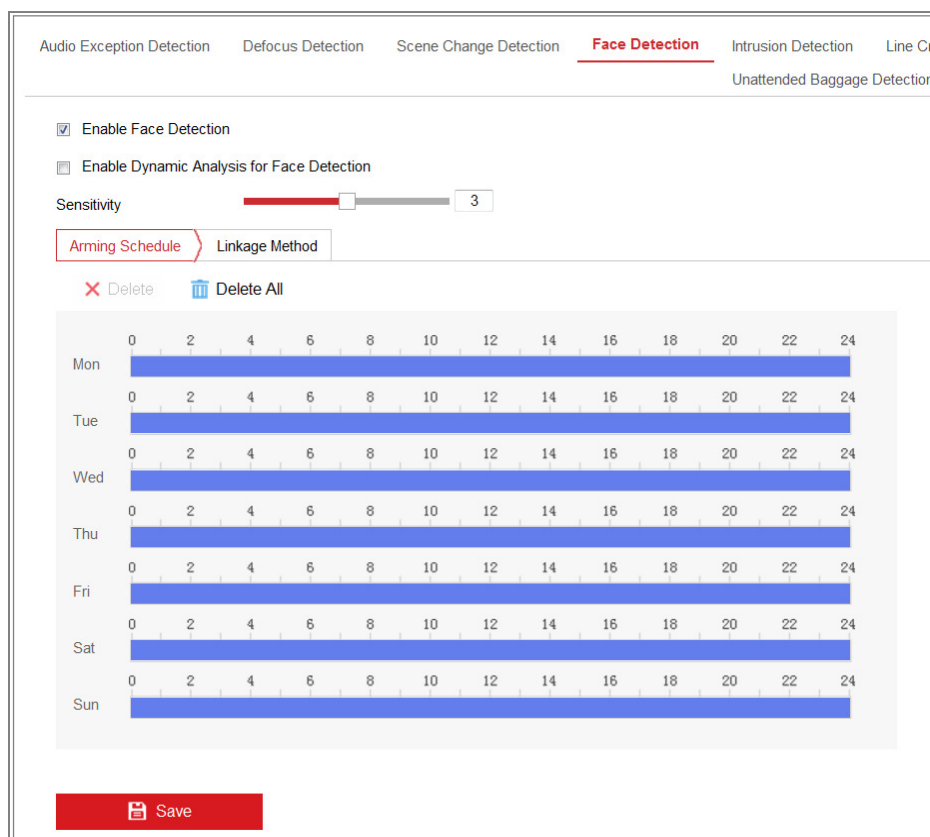 Audio Exception Detection Defocus Detection Scene Change Detection Face Detection Intrusion Detection Line Cr
Unattended Baggage Detection
Enable Face Detection
Enable Dynamic Analysis for Face Detection
Sensitivity 3
Arming Schedule Linkage Method
Delete Delete All
0 2 4 6 8 10 12 14 16 18 20 22 24
Mon
0 2 4 6 8 10 12 14 16 18 20 22 24
Tue
0 2 4 6 8 10 12 14 16 18 20 22 24
Wed
0 2 4 6 8 10 12 14 16 18 20 22 24
Thu
0 2 4 6 8 10 12 14 16 18 20 22 24
Fri
0 2 4 6 8 10 12 14 16 18 20 22 24
Sat
0 2 4 6 8 10 12 14 16 18 20 22 24
Sun
Save